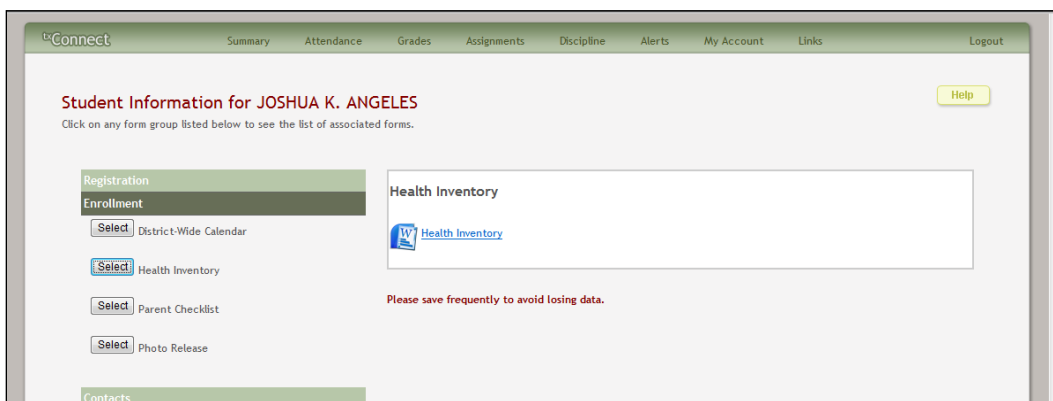 txConnect Summary Attendance Grades Assignments Discipline Alerts My Account Links Logout
Student Information for JOSHUA K. ANGELES
Help
Click on any form group listed below to see the list of associated forms.
Registration
Enrollment
Select District-Wide Calendar
Select Health Inventory
Select Parent Checklist
Select Photo Release
Contacts
Health Inventory
W Health Inventory
Please save frequently to avoid losing data.